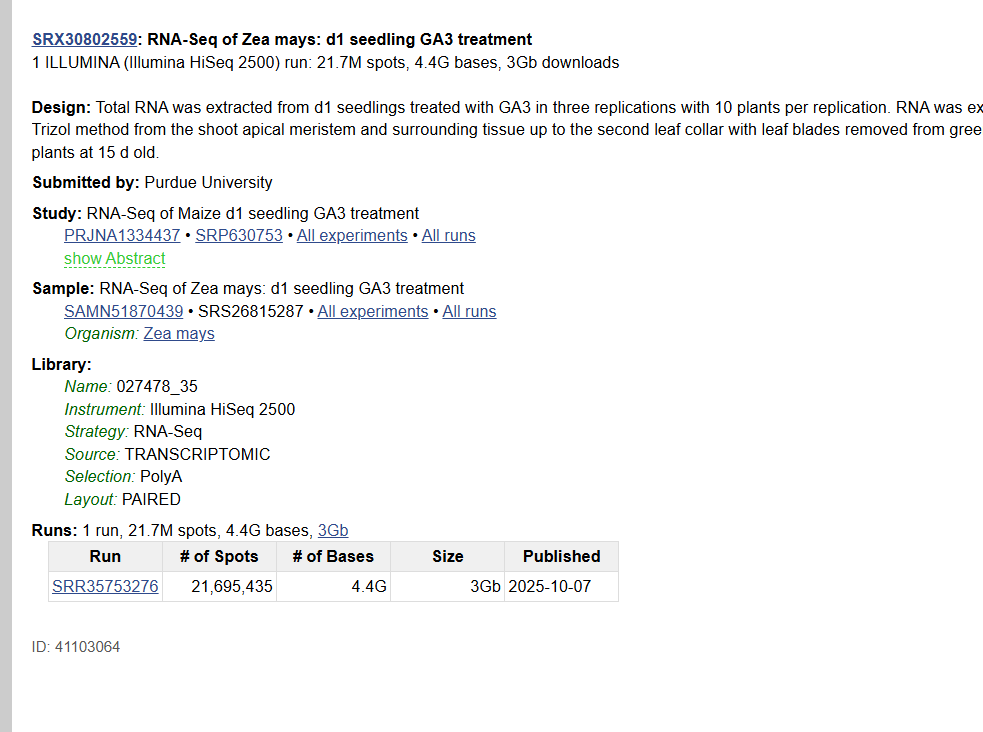 SRX30802559: RNA-Seq of Zea mays: d1 seedling GA3 treatment
1 ILLUMINA (Illumina HiSeq 2500) run: 21.7M spots, 4.4G bases, 3Gb downloads
Design: Total RNA was extracted from d1 seedlings treated with GA3 in three replications with 10 plants per replication. RNA was ex
Trizol method from the shoot apical meristem and surrounding tissue up to the second leaf collar with leaf blades removed from gree
plants at 15 d old.
Submitted by: Purdue University
Study: RNA-Seq of Maize d1 seedling GA3 treatment
PRJNA1334437 • SRP630753 • All experiments • All runs
show Abstract
Sample: RNA-Seq of Zea mays: d1 seedling GA3 treatment
SAMN51870439 • SRS26815287 • All experiments • All runs
Organism: Zea mays
Library:
Name: 027478_35
Instrument: Illumina HiSeq 2500
Strategy: RNA-Seq
Source: TRANSCRIPTOMIC
Selection: PolyA
Layout: PAIRED
Runs: 1 run, 21.7M spots, 4.4G bases, 3Gb
Run # of Spots # of Bases Size Published
SRR35753276 21,695,435 4.4G 3Gb 2025-10-07
ID: 41103064